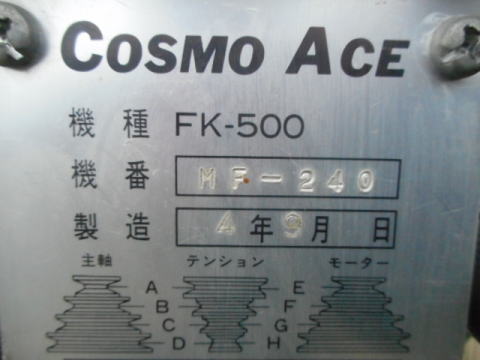 COSMO ACE
機種 FK-500
機番 MF-240
製造 4年9月 日
主軸 テンション モーター
A E
B F
C G
D H